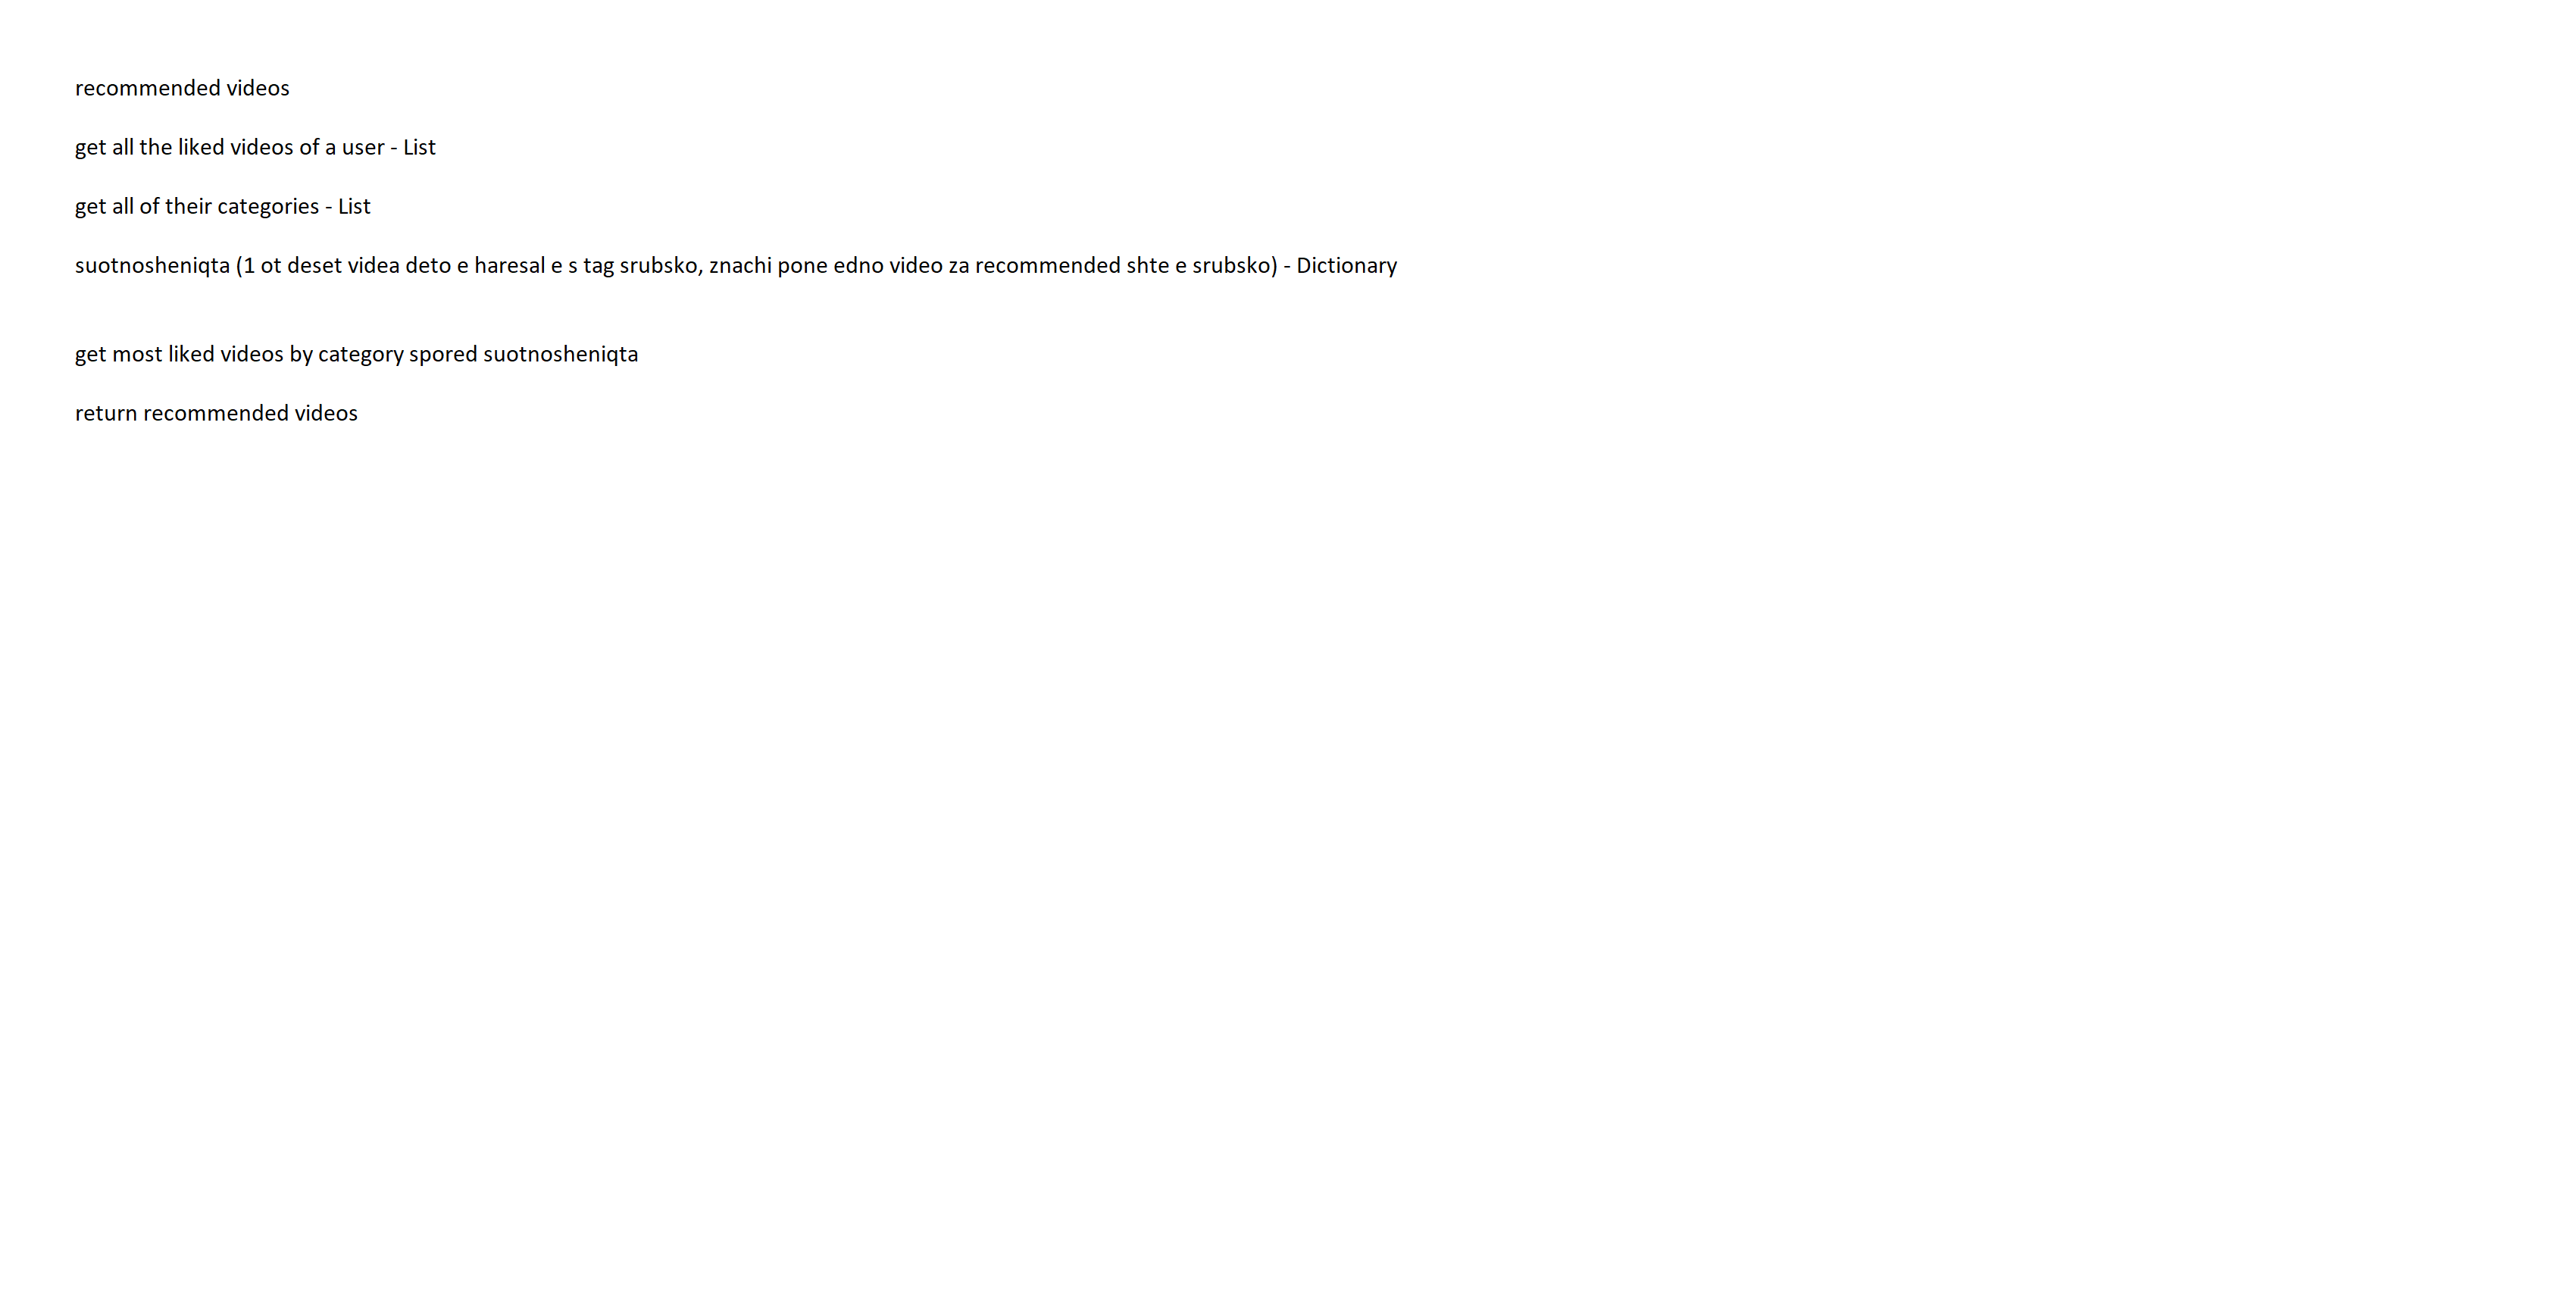 recommended videos
get all the liked videos of a user - List
get all of their categories - List
suotnosheniqta (1 ot deset videa deto e haresal e s tag srubsko, znachi pone edno video za recommended shte e srubsko) - Dictionary
get most liked videos by category spored suotnosheniqta
return recommended videos